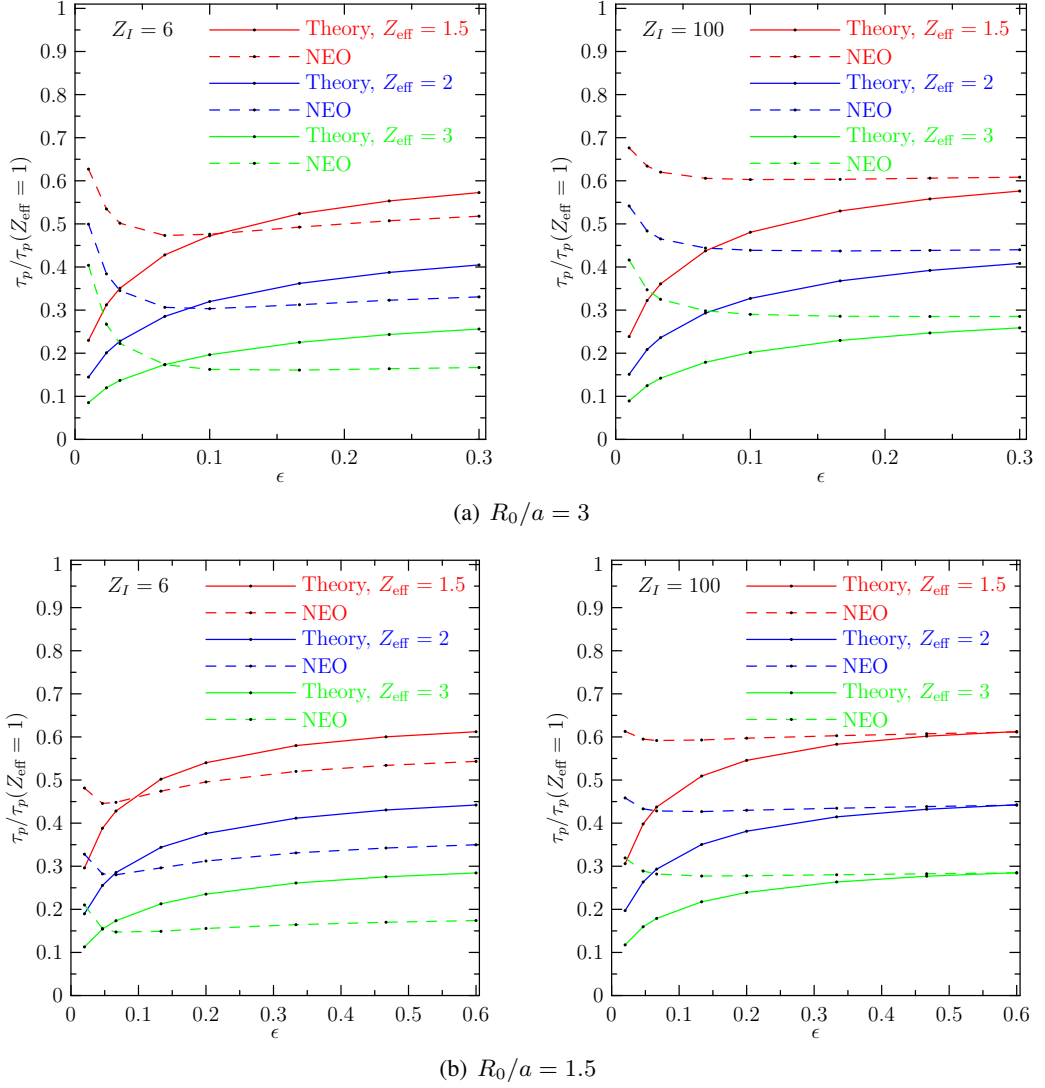 Z_I = 6
Theory, Z_eff = 1.5
NEO
Theory, Z_eff = 2
NEO
Theory, Z_eff = 3
NEO
τ_p/τ_p(Z_eff = 1)
1
0.9
0.8
0.7
0.6
0.5
0.4
0.3
0.2
0.1
0
0 0.1 0.2 0.3
ϵ
Z_I = 100
Theory, Z_eff = 1.5
NEO
Theory, Z_eff = 2
NEO
Theory, Z_eff = 3
NEO
τ_p/τ_p(Z_eff = 1)
1
0.9
0.8
0.7
0.6
0.5
0.4
0.3
0.2
0.1
0
0 0.1 0.2 0.3
ϵ
(a) R_0/a = 3
Z_I = 6
Theory, Z_eff = 1.5
NEO
Theory, Z_eff = 2
NEO
Theory, Z_eff = 3
NEO
τ_p/τ_p(Z_eff = 1)
1
0.9
0.8
0.7
0.6
0.5
0.4
0.3
0.2
0.1
0
0 0.1 0.2 0.3 0.4 0.5 0.6
ϵ
Z_I = 100
Theory, Z_eff = 1.5
NEO
Theory, Z_eff = 2
NEO
Theory, Z_eff = 3
NEO
τ_p/τ_p(Z_eff = 1)
1
0.9
0.8
0.7
0.6
0.5
0.4
0.3
0.2
0.1
0
0 0.1 0.2 0.3 0.4 0.5 0.6
ϵ
(b) R_0/a = 1.5